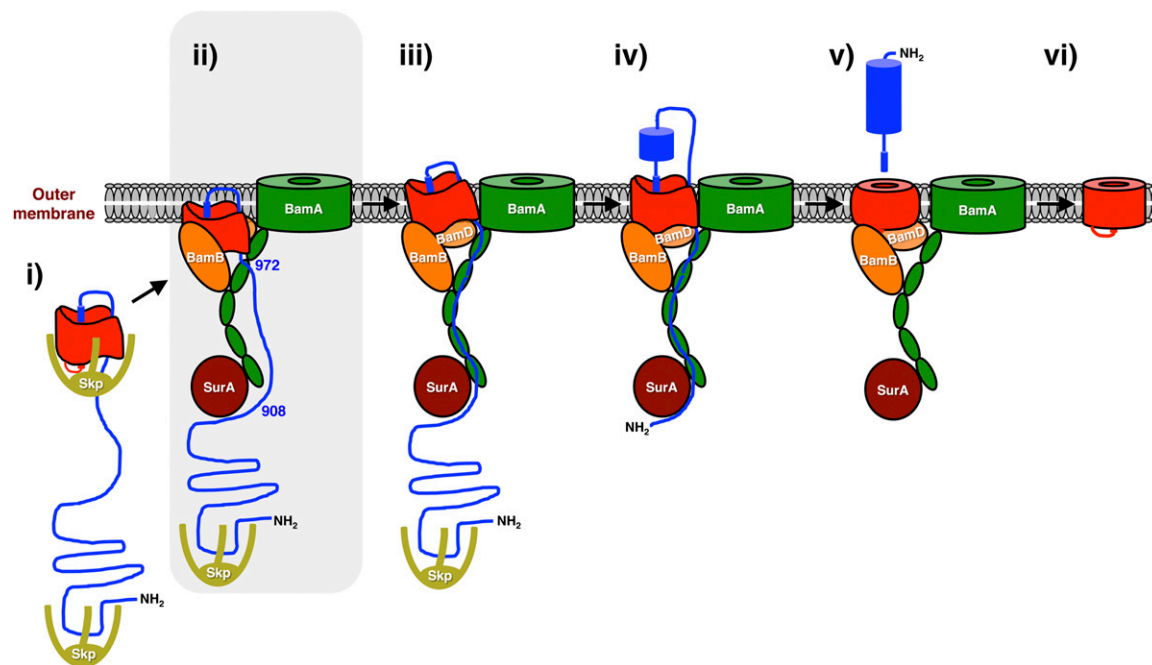 ii)
iii)
iv)
v)
NH₂
vi)
Outer
membrane
BamA
BamA
BamA
BamA
BamB
BamD
BamB
BamD
BamB
BamD
BamB
972
i)
Skp
SurA
SurA
SurA
SurA
908
NH₂
NH₂
NH₂
NH₂
Skp
Skp
Skp